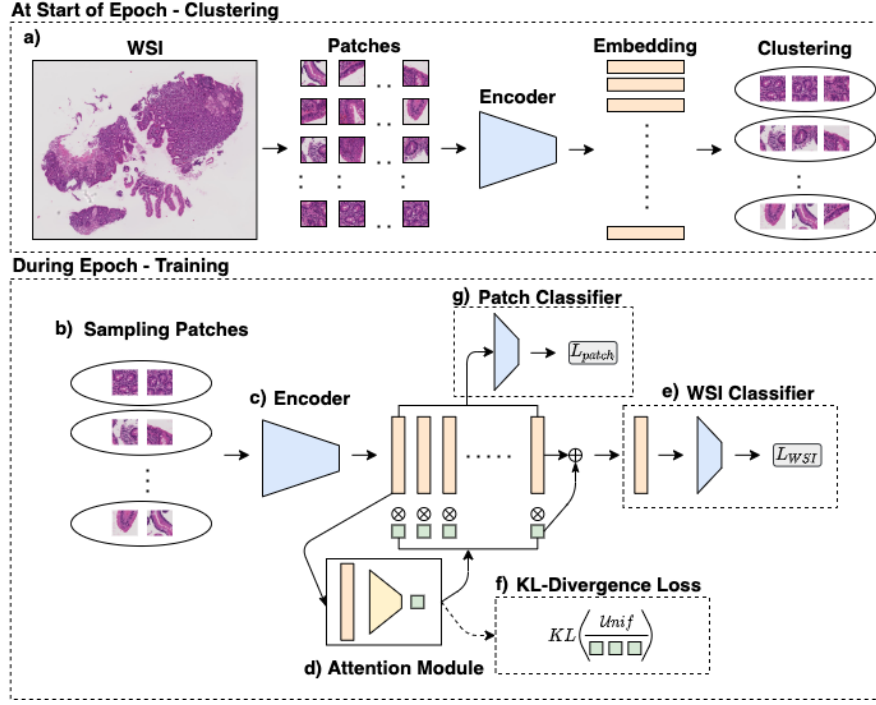 At Start of Epoch - Clustering
a)
WSI
Patches
Encoder
Embedding
Clustering
During Epoch - Training
b) Sampling Patches
c) Encoder
g) Patch Classifier
L_patch
e) WSI Classifier
L_WSI
d) Attention Module
f) KL-Divergence Loss
KL(Unif)